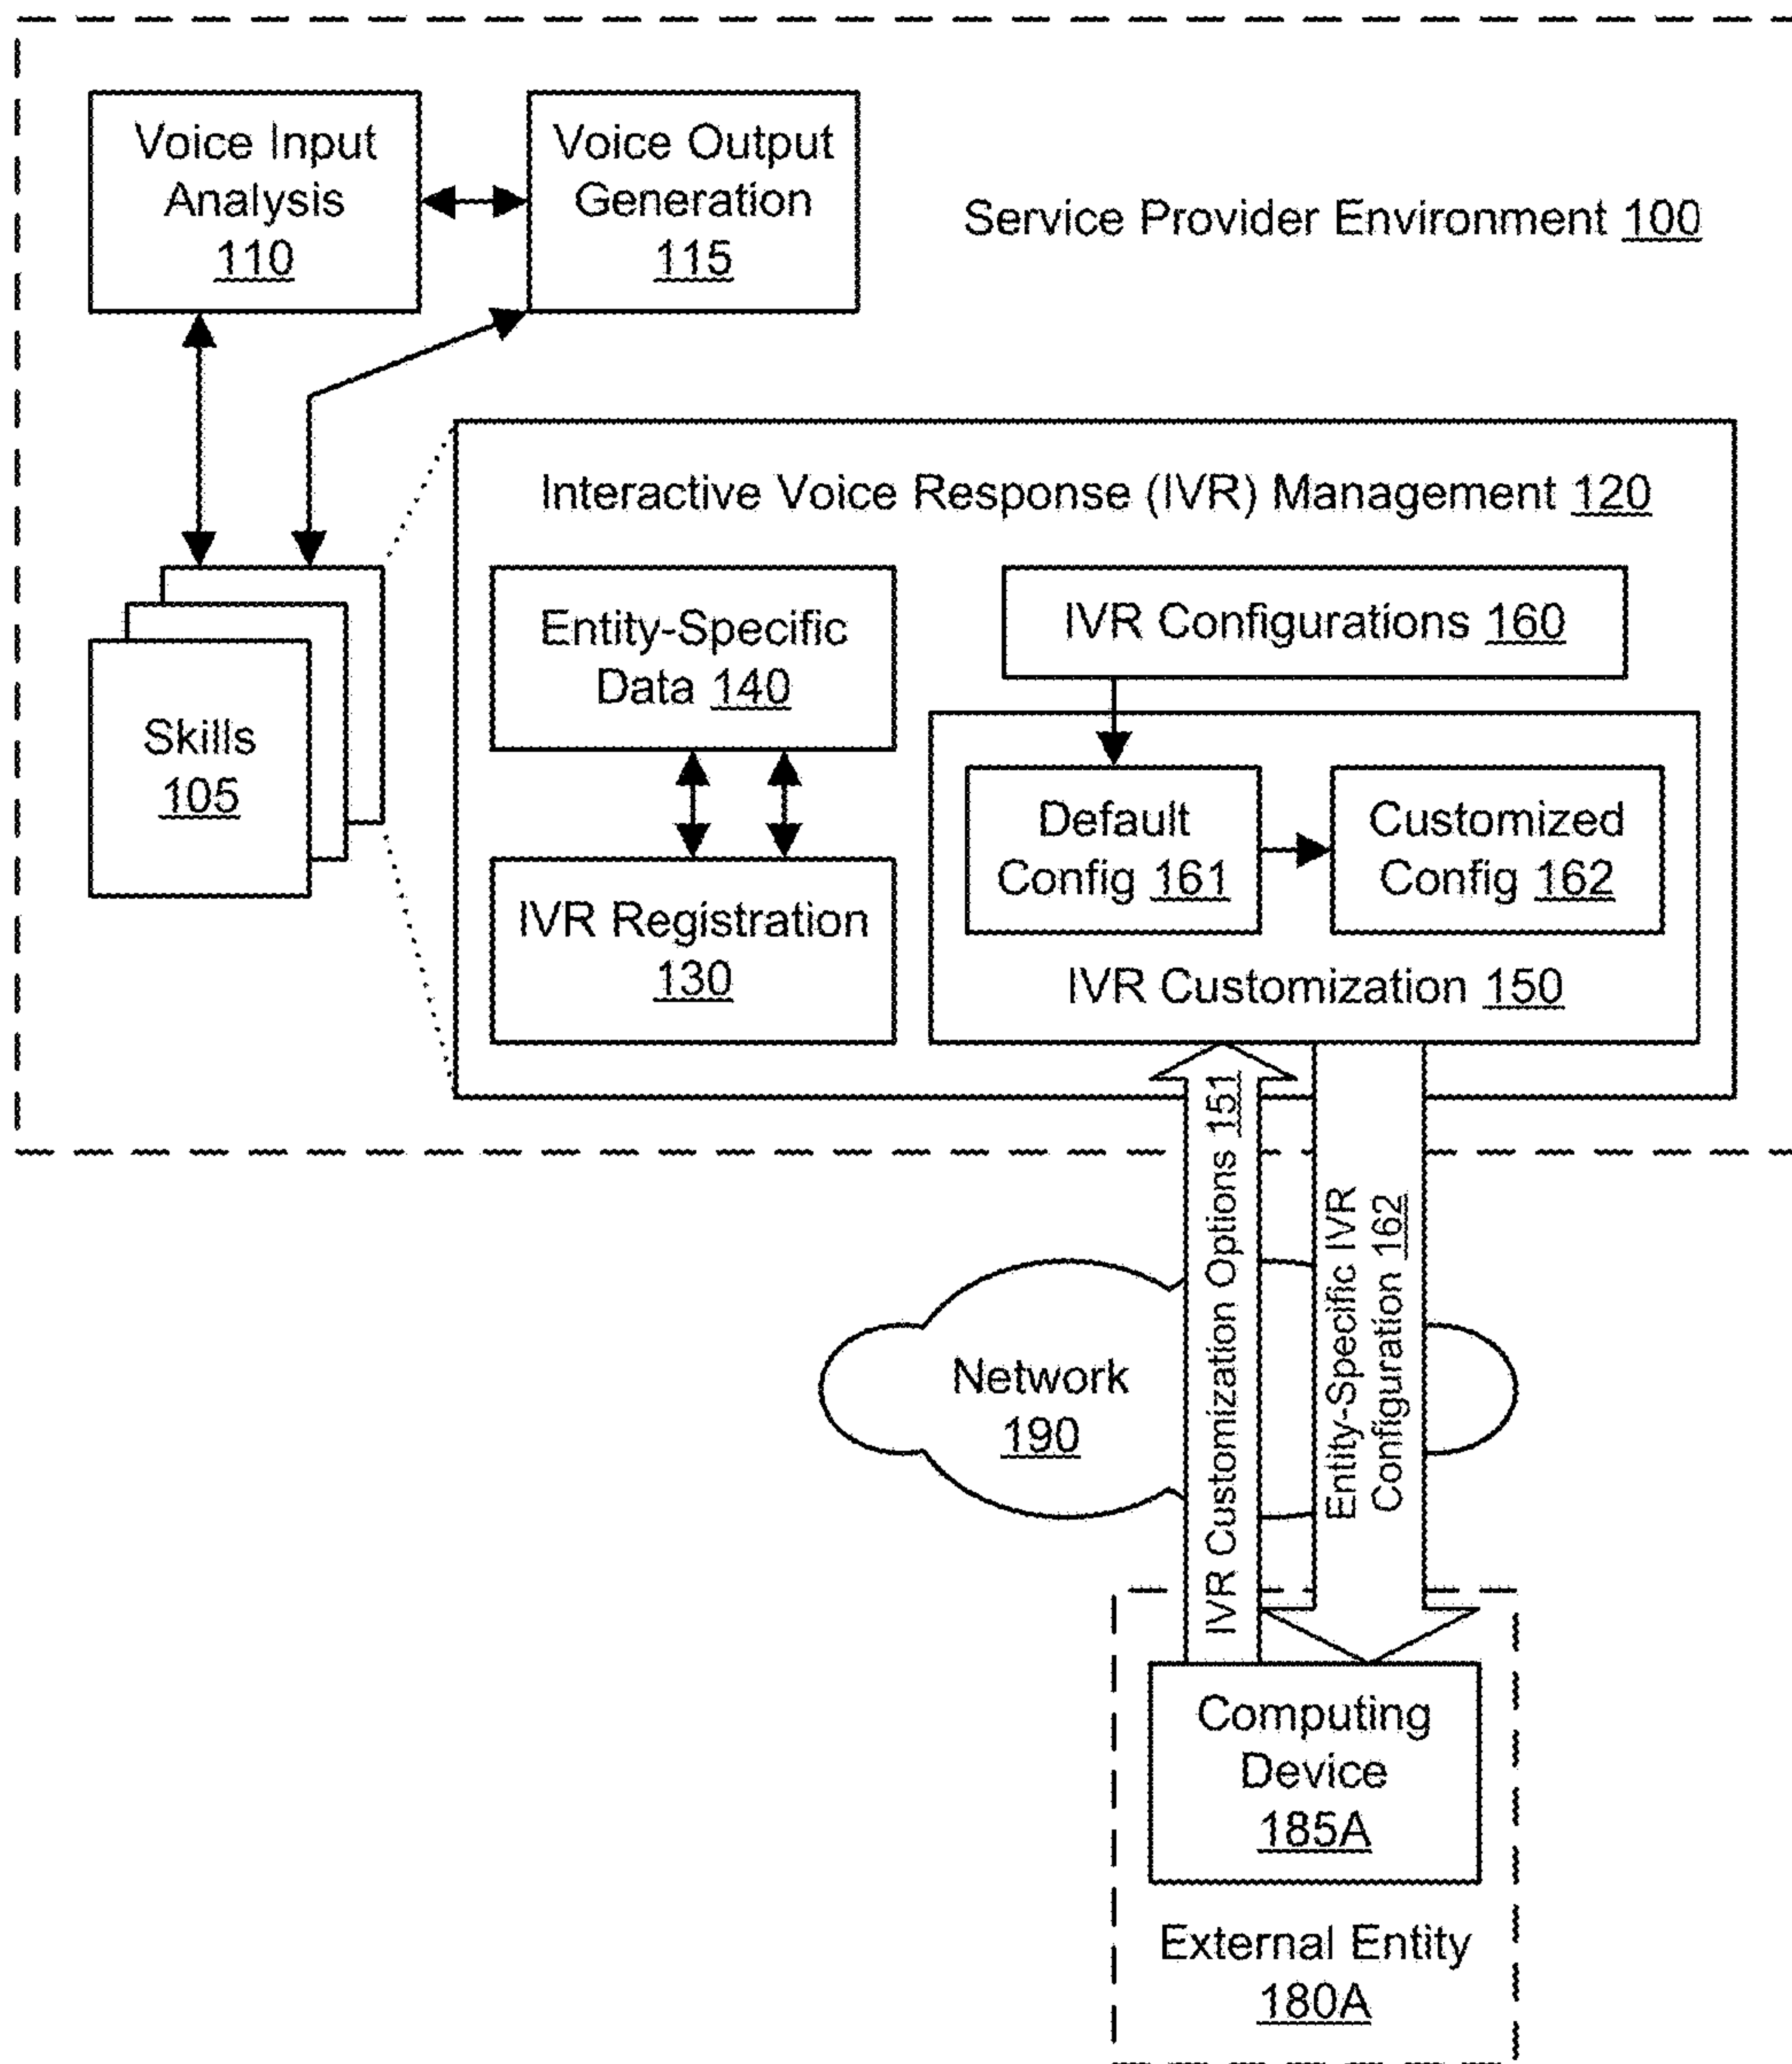 Voice Input
Analysis
110
Voice Output
Generation
115
Service Provider Environment 100
Interactive Voice Response (IVR) Management 120
Entity-Specific
Data 140
IVR Configurations 160
Skills
105
Default
Config 161
Customized
Config 162
IVR Registration
130
IVR Customization 150
IVR Customization Options 151
Entity-Specific IVR
Configuration 162
Network
190
Computing
Device
185A
External Entity
180A